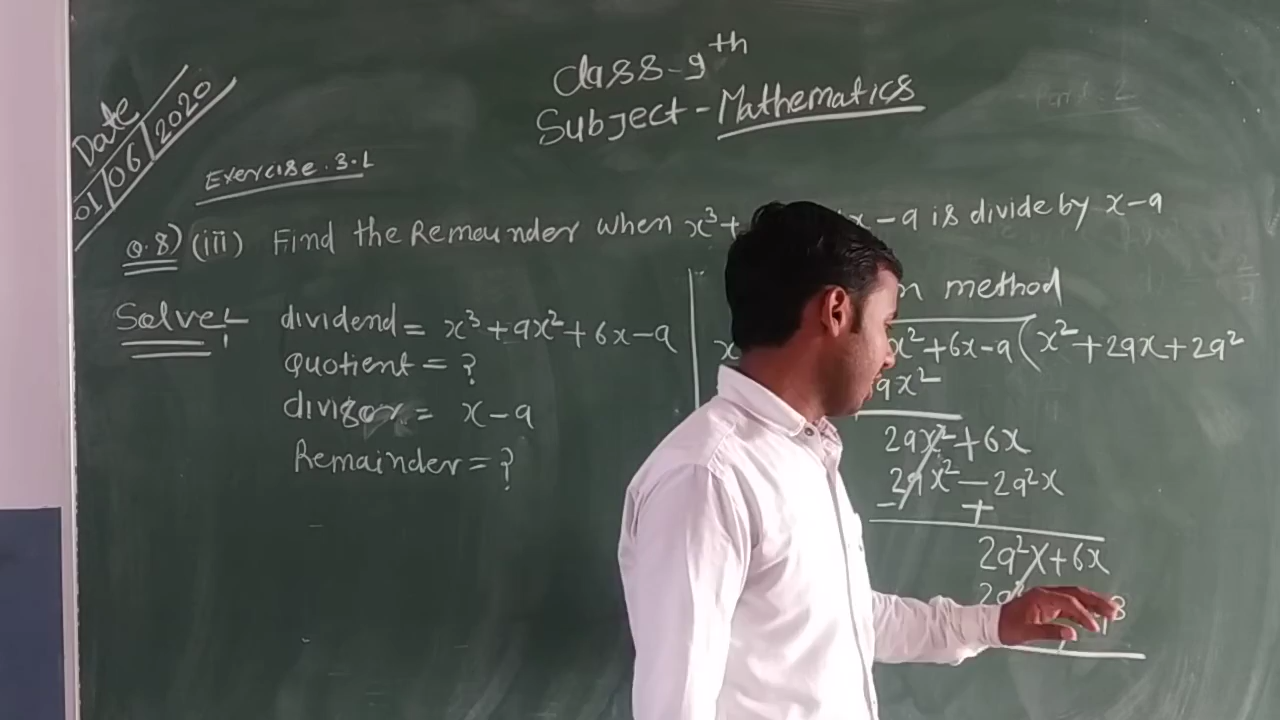 Date
01/06/2020
Class-9th
Subject-Mathematics
Exercise.3.1
Q.8) (iii) Find the Remainder when x³+ x-a is divide by x-a
Solve!- dividend = x³+ax²+6x-a
Quotient = ?
divisor = x-a
Remainder = ?
method
x x²+6x-a(x²+2ax+2a²
ax²
2ax²+6x
2ax²-2a²x
- +
2a²x+6x